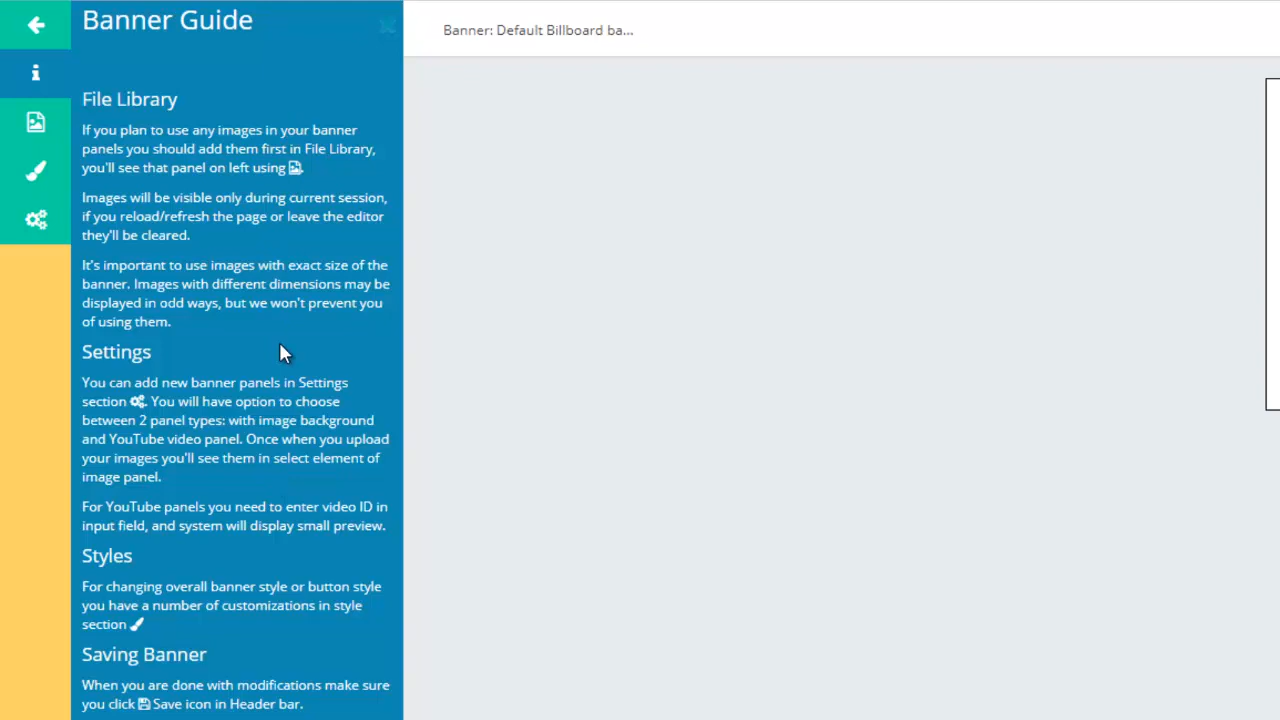 Banner Guide
Banner: Default Billboard ba...
File Library
If you plan to use any images in your banner
panels you should add them first in File Library,
you'll see that panel on left using .
Images will be visible only during current session,
if you reload/refresh the page or leave the editor
they'll be cleared.
It's important to use images with exact size of the
banner. Images with different dimensions may be
displayed in odd ways, but we won't prevent you
of using them.
Settings
You can add new banner panels in Settings
section . You will have option to choose
between 2 panel types: with image background
and YouTube video panel. Once when you upload
your images you'll see them in select element of
image panel.
For YouTube panels you need to enter video ID in
input field, and system will display small preview.
Styles
For changing overall banner style or button style
you have a number of customizations in style
section
Saving Banner
When you are done with modifications make sure
you click Save icon in Header bar.